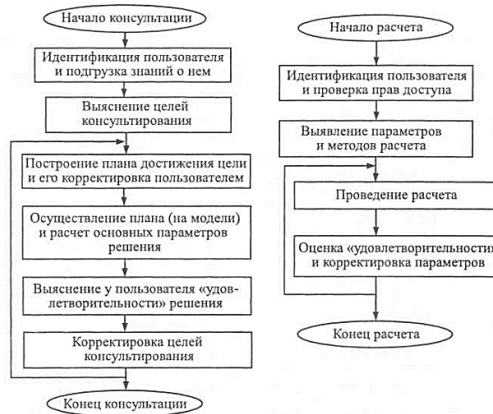 Начало консультации
Идентификация пользователя
и подгрузка знаний о нем
Выяснение целей
консультирования
Построение плана достижения цели
и его корректировка пользователем
Осуществление плана (на модели)
и расчет основных параметров
решения
Выяснение у пользователя «удов-
летворительности» решения
Корректировка целей
консультирования
Конец консультации
Начало расчета
Идентификация пользователя
и проверка прав доступа
Выявление параметров
и методов расчета
Проведение расчета
Оценка «удовлетворительности»
и корректировка параметров
Конец расчета